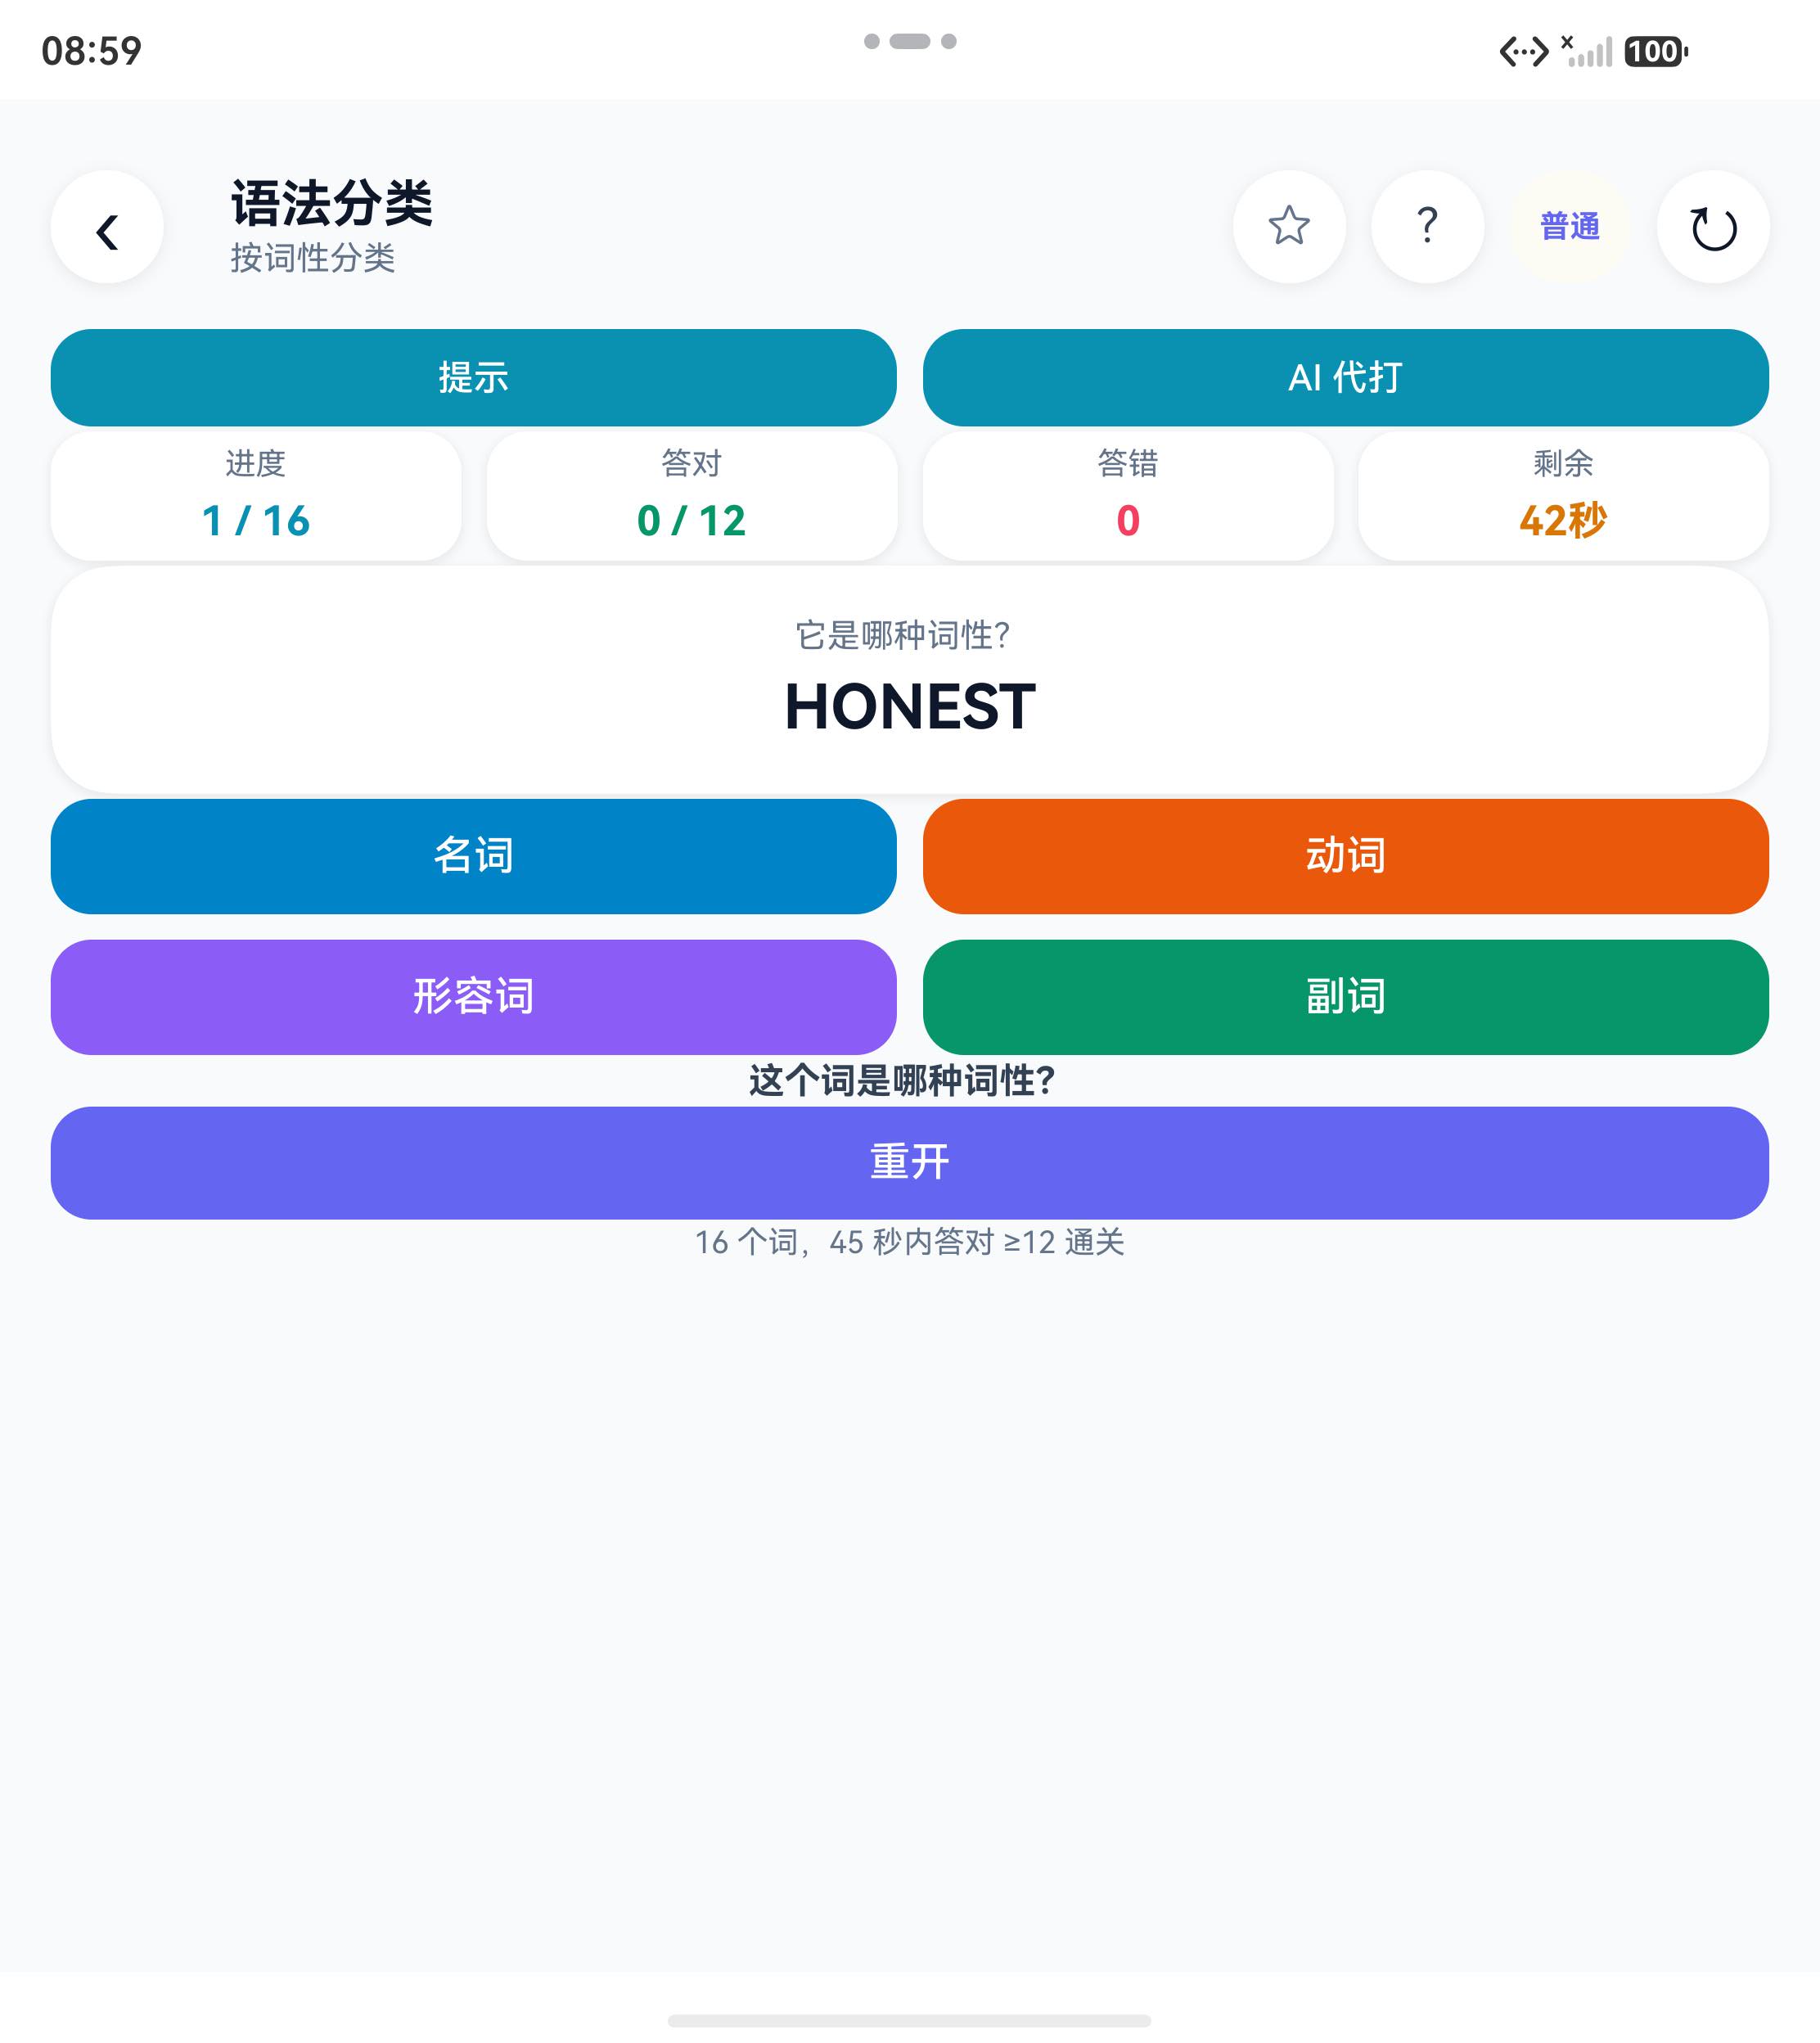 08:59
100
语法分类
按词性分类
?
普通
提示
AI 代打
进度
1 / 16
答对
0 / 12
答错
0
剩余
42秒
它是哪种词性？
HONEST
名词
动词
形容词
副词
这个词是哪种词性？
重开
16 个词，45 秒内答对 ≥12 通关